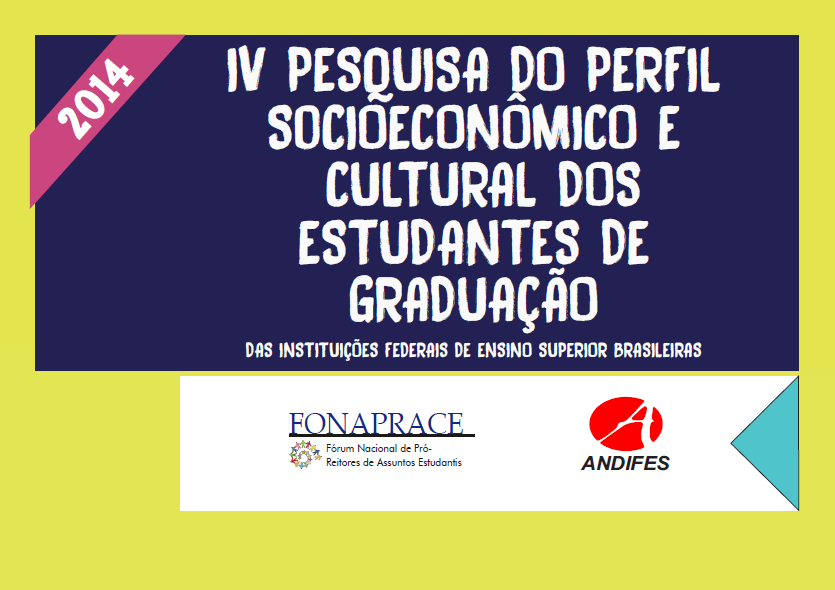 2014
IV PESQUISA DO PERFIL
SOCIÕECONÔMICO E
CULTURAL DOS
ESTUDANTES DE
GRADUAÇÃO
DAS INSTITUIÇÕES FEDERAIS DE ENSINO SUPERIOR BRASILEIRAS
FONAPRACE
Fórum Nacional de Pró-
Reitores de Assuntos Estudantis
ANDIFES